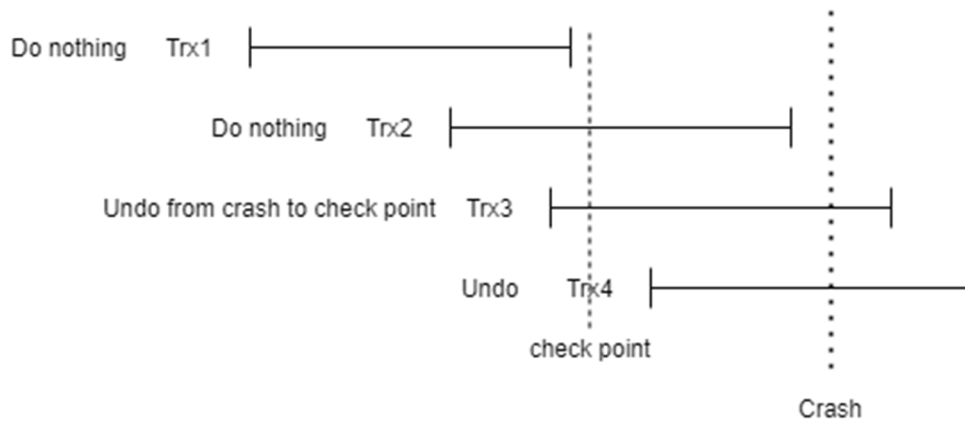 Do nothing Trx1
Do nothing Trx2
Undo from crash to check point Trx3
Undo Trx4
check point
Crash